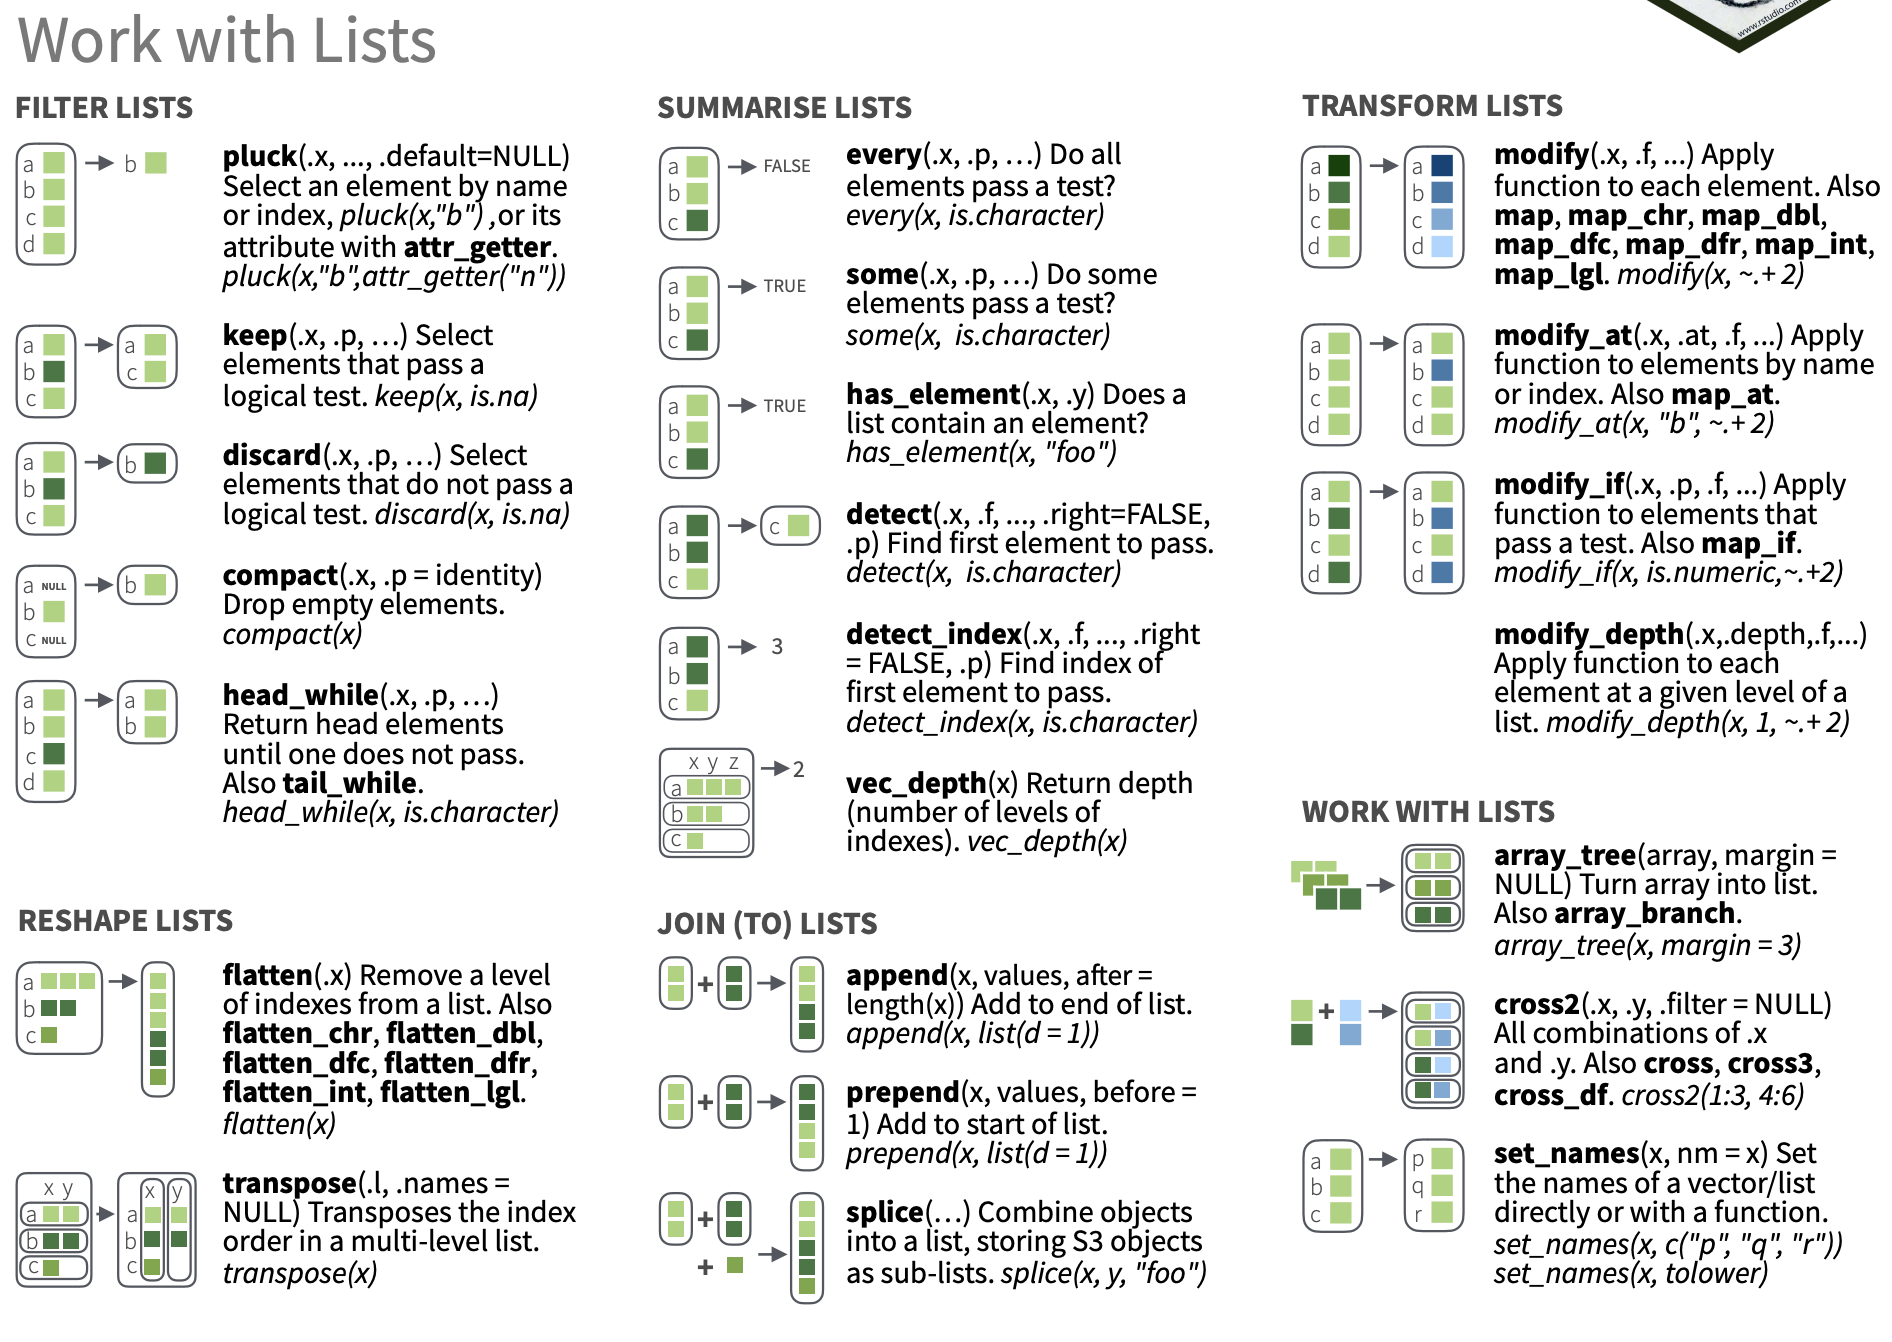 Work with Lists
www.rstudio.com
FILTER LISTS
a
b
c
d
b
pluck(.x, ..., .default=NULL)
Select an element by name
or index, pluck(x,"b") ,or its
attribute with attr_getter.
pluck(x,"b",attr_getter("n"))
a
b
c
a
c
keep(.x, .p, …) Select
elements that pass a
logical test. keep(x, is.na)
a
b
c
b
discard(.x, .p, …) Select
elements that do not pass a
logical test. discard(x, is.na)
a NULL
b
c NULL
b
compact(.x, .p = identity)
Drop empty elements.
compact(x)
a
b
c
d
a
b
head_while(.x, .p, …)
Return head elements
until one does not pass.
Also tail_while.
head_while(x, is.character)
RESHAPE LISTS
a
b
c
flatten(.x) Remove a level
of indexes from a list. Also
flatten_chr, flatten_dbl,
flatten_dfc, flatten_dfr,
flatten_int, flatten_lgl.
flatten(x)
x y
a
b
c
x y
a
b
c
transpose(.l, .names =
NULL) Transposes the index
order in a multi-level list.
transpose(x)
SUMMARISE LISTS
a
b
c
FALSE
every(.x, .p, …) Do all
elements pass a test?
every(x, is.character)
a
b
c
TRUE
some(.x, .p, …) Do some
elements pass a test?
some(x, is.character)
a
b
c
TRUE
has_element(.x, .y) Does a
list contain an element?
has_element(x, "foo")
a
b
c
c
detect(.x, .f, ..., .right=FALSE,
.p) Find first element to pass.
detect(x, is.character)
a
b
c
3
detect_index(.x, .f, ..., .right
= FALSE, .p) Find index of
first element to pass.
detect_index(x, is.character)
x y z
a
b
c
2
vec_depth(x) Return depth
(number of levels of
indexes). vec_depth(x)
JOIN (TO) LISTS
+
append(x, values, after =
length(x)) Add to end of list.
append(x, list(d = 1))
+
prepend(x, values, before =
1) Add to start of list.
prepend(x, list(d = 1))
+
+
splice(…) Combine objects
into a list, storing S3 objects
as sub-lists. splice(x, y, "foo")
TRANSFORM LISTS
a
b
c
d
a
b
c
d
modify(.x, .f, ...) Apply
function to each element. Also
map, map_chr, map_dbl,
map_dfc, map_dfr, map_int,
map_lgl. modify(x, ~.+ 2)
a
b
c
d
a
b
c
d
modify_at(.x, .at, .f, ...) Apply
function to elements by name
or index. Also map_at.
modify_at(x, "b", ~.+ 2)
a
b
c
d
a
b
c
d
modify_if(.x, .p, .f, ...) Apply
function to elements that
pass a test. Also map_if.
modify_if(x, is.numeric,~.+2)
modify_depth(.x,.depth,.f,...)
Apply function to each
element at a given level of a
list. modify_depth(x, 1, ~.+ 2)
WORK WITH LISTS
array_tree(array, margin =
NULL) Turn array into list.
Also array_branch.
array_tree(x, margin = 3)
+
cross2(.x, .y, .filter = NULL)
All combinations of .x
and .y. Also cross, cross3,
cross_df. cross2(1:3, 4:6)
a
b
c
p
q
r
set_names(x, nm = x) Set
the names of a vector/list
directly or with a function.
set_names(x, c("p", "q", "r"))
set_names(x, tolower)